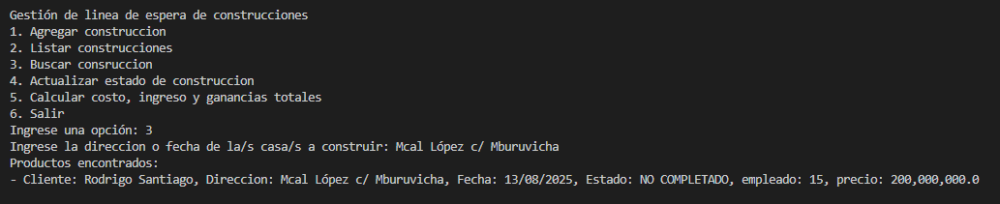 Gestión de linea de espera de construcciones
1. Agregar construccion
2. Listar construcciones
3. Buscar consruccion
4. Actualizar estado de construccion
5. Calcular costo, ingreso y ganancias totales
6. Salir
Ingrese una opción: 3
Ingrese la direccion o fecha de la/s casa/s a construir: Mcal López c/ Mburuvicha
Productos encontrados:
- Cliente: Rodrigo Santiago, Direccion: Mcal López c/ Mburuvicha, Fecha: 13/08/2025, Estado: NO COMPLETADO, empleado: 15, precio: 200,000,000.0